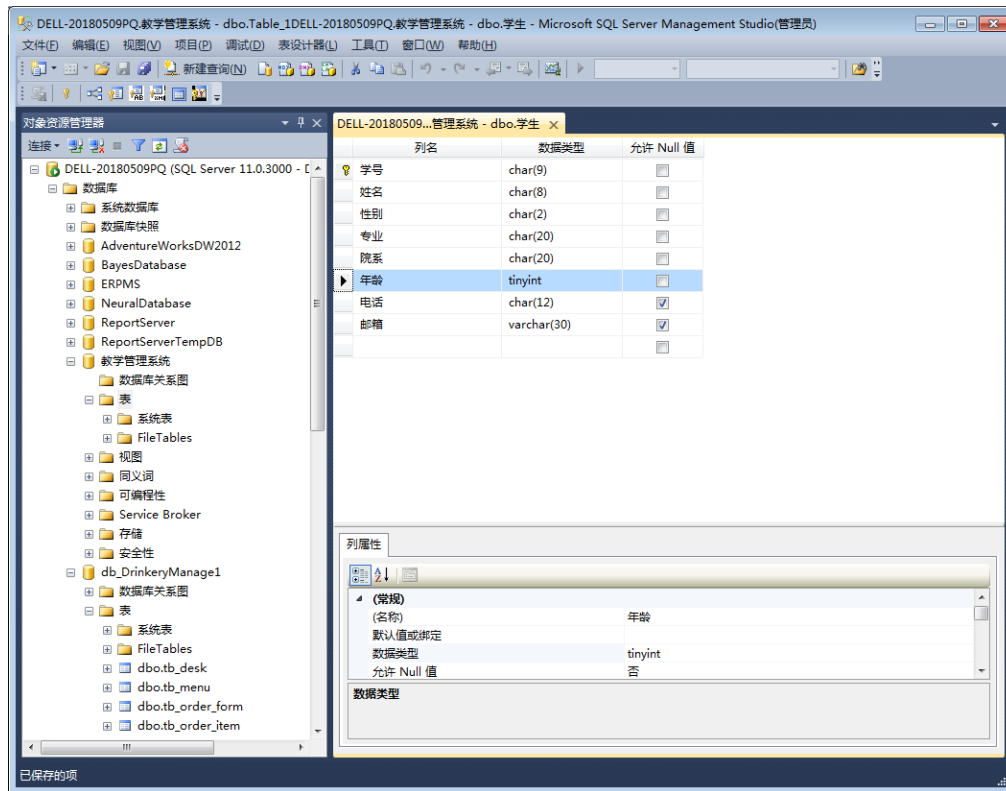 DELL-20180509PQ.教学管理系统 - dbo.Table_1DELL-20180509PQ.教学管理系统 - dbo.学生 - Microsoft SQL Server Management Studio(管理员)
文件(F) 编辑(E) 视图(V) 项目(P) 调试(D) 表设计器(L) 工具(T) 窗口(W) 帮助(H)
新建查询(N)
对象资源管理器
连接
DELL-20180509PQ (SQL Server 11.0.3000 - D
数据库
系统数据库
数据库快照
AdventureWorksDW2012
BayesDatabase
ERPMS
NeuralDatabase
ReportServer
ReportServerTempDB
教学管理系统
数据库关系图
表
系统表
FileTables
视图
同义词
可编程性
Service Broker
存储
安全性
db_DrinkeryManage1
数据库关系图
表
系统表
FileTables
dbo.tb_desk
dbo.tb_menu
dbo.tb_order_form
dbo.tb_order_item
DELL-20180509...管理系统 - dbo.学生
列名 数据类型 允许 Null 值
学号 char(9)
姓名 char(8)
性别 char(2)
专业 char(20)
院系 char(20)
年龄 tinyint
电话 char(12)
邮箱 varchar(30)
列属性
(常规)
(名称) 年龄
默认值或绑定
数据类型 tinyint
允许 Null 值 否
数据类型
已保存的项